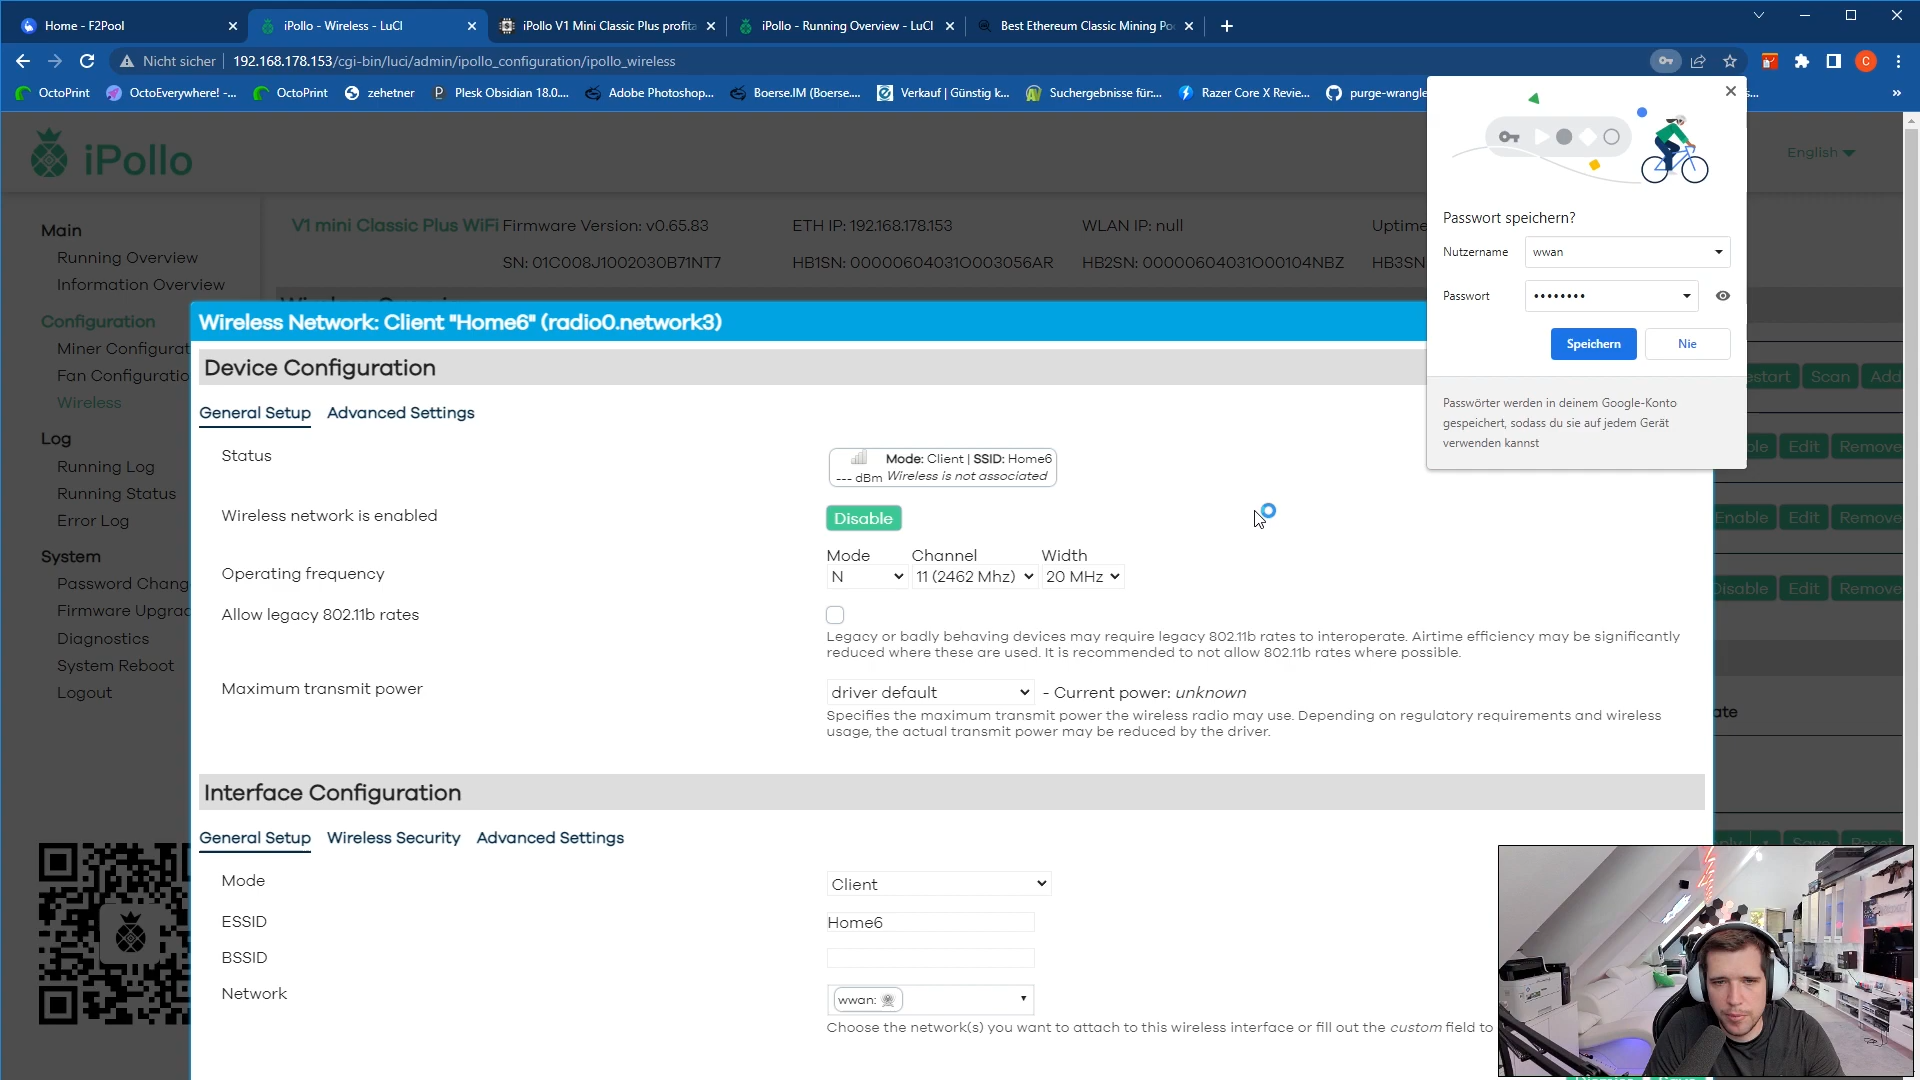 Home - F2Pool
iPollo - Wireless - LuCI
iPollo V1 Mini Classic Plus profita
iPollo - Running Overview - LuCI
Best Ethereum Classic Mining Po
Nicht sicher
192.168.178.153/cgi-bin/luci/admin/ipollo_configuration/ipollo_wireless
C
OctoPrint
OctoEverywhere! -...
OctoPrint
zehetner
Plesk Obsidian 18.0....
Adobe Photoshop...
Boerse.IM (Boerse....
Verkauf | Günstig k...
Suchergebnisse für...
Razer Core X Revie...
purge-wrangle
iPollo
English
Main
Running Overview
Information Overview
Configuration
Miner Configurat
Fan Configuratio
Wireless
Log
Running Log
Running Status
Error Log
System
Password Chang
Firmware Upgrad
Diagnostics
System Reboot
Logout
V1 mini Classic Plus WiFi
Firmware Version: v0.65.83
ETH IP: 192.168.178.153
WLAN IP: null
Uptime
SN: 01C008J1002030B71NT7
HB1SN: 00000604031O003056AR
HB2SN: 00000604031O00104NBZ
HB3SN
Wireless Network: Client "Home6" (radio0.network3)
Device Configuration
General Setup
Advanced Settings
Status
Mode: Client | SSID: Home6
--- dBm Wireless is not associated
Wireless network is enabled
Disable
Mode
Channel
Width
Operating frequency
N
11 (2462 Mhz)
20 MHz
Allow legacy 802.11b rates
Legacy or badly behaving devices may require legacy 802.11b rates to interoperate. Airtime efficiency may be significantly
reduced where these are used. It is recommended to not allow 802.11b rates where possible.
Maximum transmit power
driver default
- Current power: unknown
Specifies the maximum transmit power the wireless radio may use. Depending on regulatory requirements and wireless
usage, the actual transmit power may be reduced by the driver.
Interface Configuration
General Setup
Wireless Security
Advanced Settings
Mode
Client
ESSID
Home6
BSSID
Network
wwan:
Choose the network(s) you want to attach to this wireless interface or fill out the custom field to
Passwort speichern?
Nutzername
wwan
Passwort
••••••••
Speichern
Nie
Passwörter werden in deinem Google-Konto
gespeichert, sodass du sie auf jedem Gerät
verwenden kannst
estart
Scan
Add
ble
Edit
Remove
Enable
Edit
Remove
Disable
Edit
Remove
ate
Save
Reset